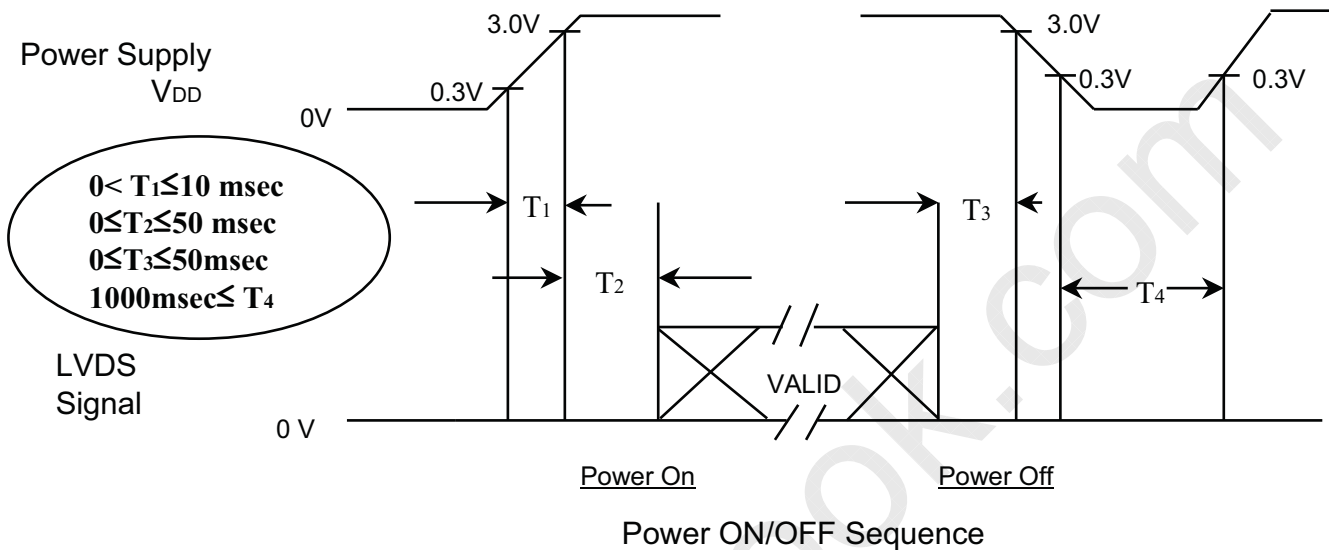 Power Supply
VDD
3.0V
0.3V
0V
3.0V
0.3V
0.3V
0< T1≤10 msec
0≤T2≤50 msec
0≤T3≤50msec
1000msec≤ T4
T1
T2
T3
T4
LVDS
Signal
VALID
0 V
Power On
Power Off
Power ON/OFF Sequence
ok.com